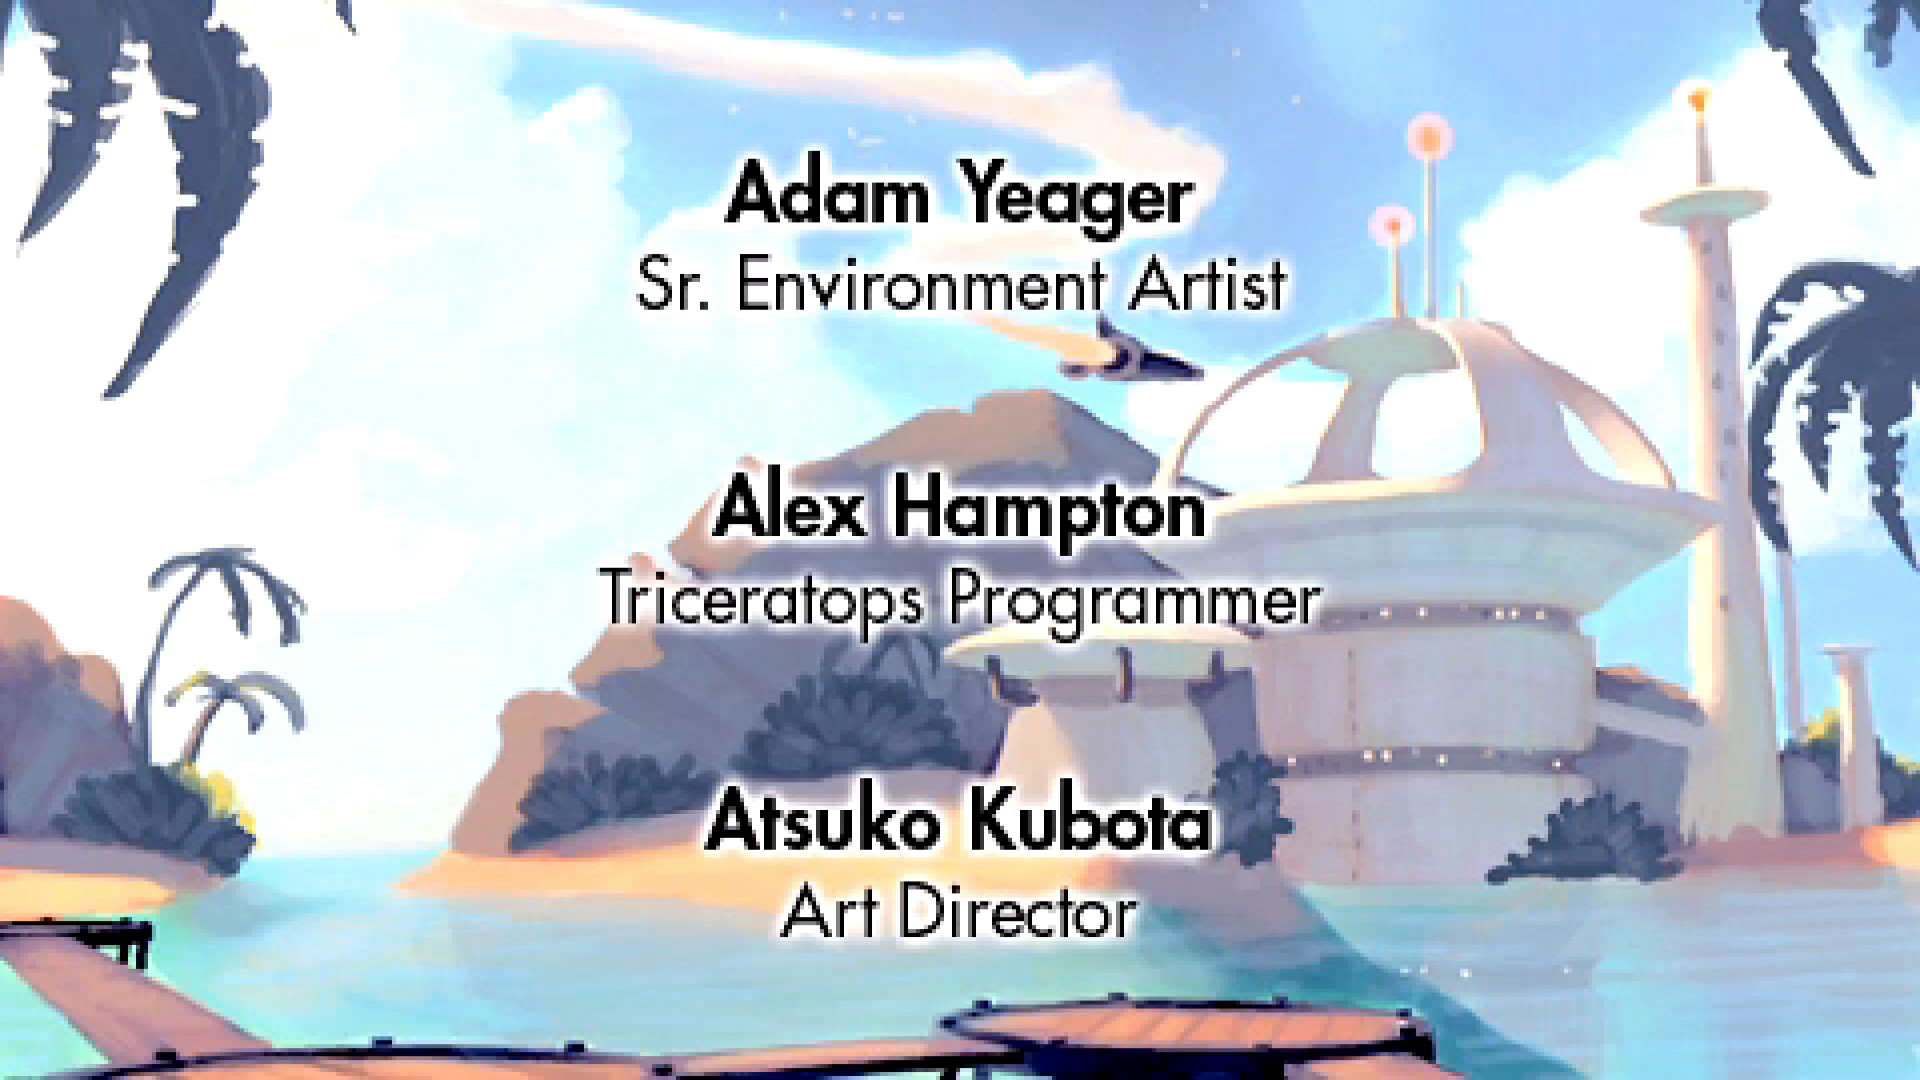 Adam Yeager
Sr. Environment Artist
Alex Hampton
Triceratops Programmer
Atsuko Kubota
Art Director